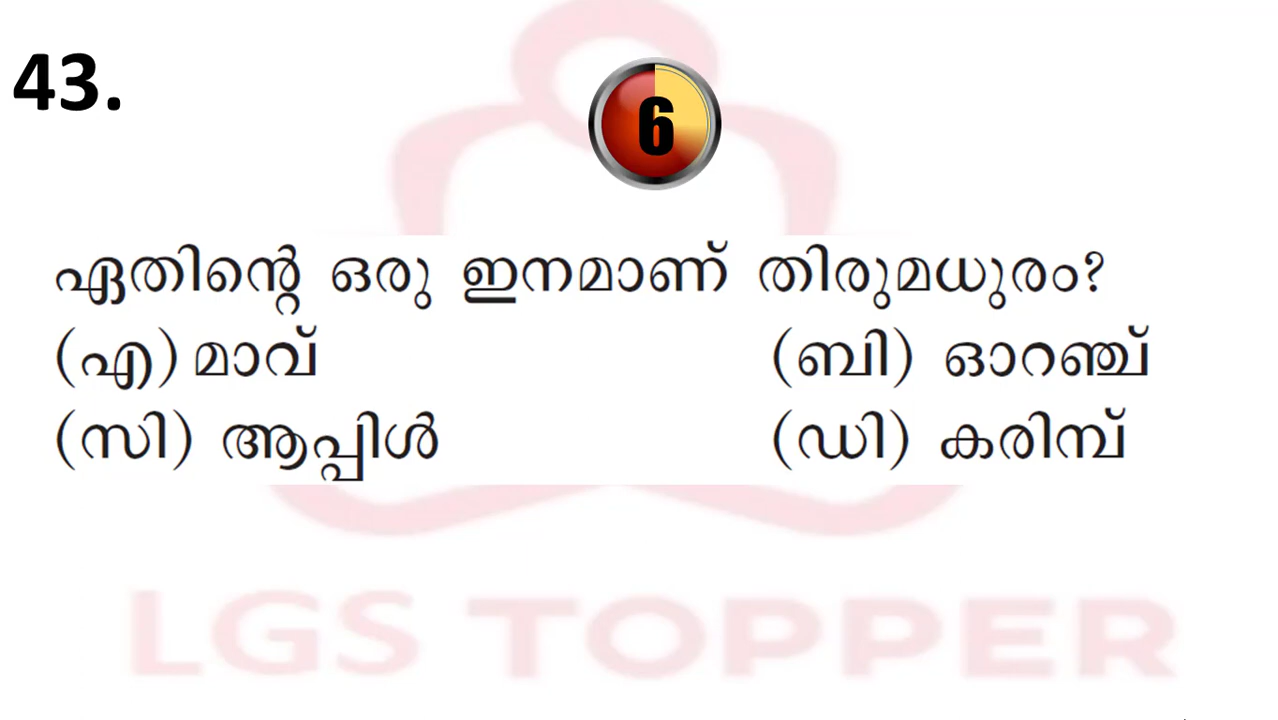 43.
6
ഏതിന്റെ ഒരു ഇനമാണ് തിരുമധുരം?
(എ) മാവ് (ബി) ഓറഞ്ച്
(സി) ആപ്പിൾ (ഡി) കരിമ്പ്
LGS TOPPER